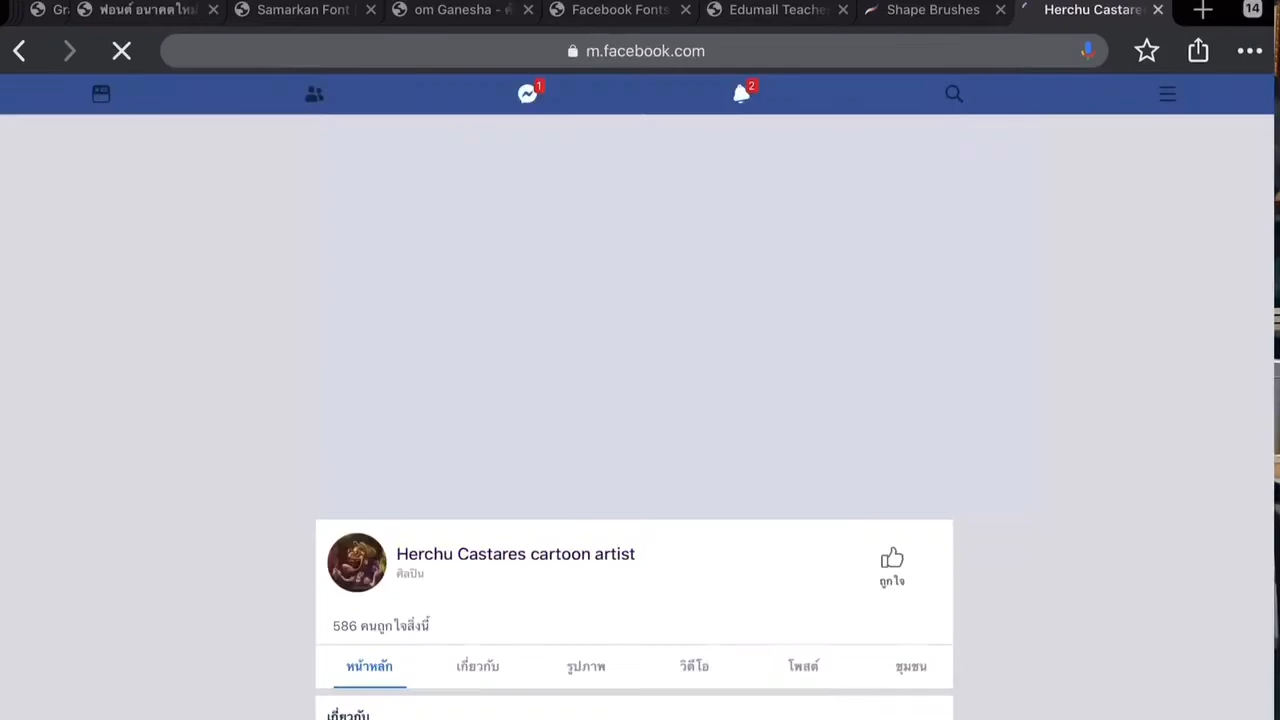 Gr
ฟอนต์ อนาคตใหม่
Samarkan Font
om Ganesha -
Facebook Fonts
Edumall Teache
Shape Brushes
Herchu Castare
14
m.facebook.com
1
2
Herchu Castares cartoon artist
ศิลปิน
ถูกใจ
586 คนถูกใจสิ่งนี้
หน้าหลัก
เกี่ยวกับ
รูปภาพ
วิดีโอ
โพสต์
ชุมชน
เกี่ยวกับ